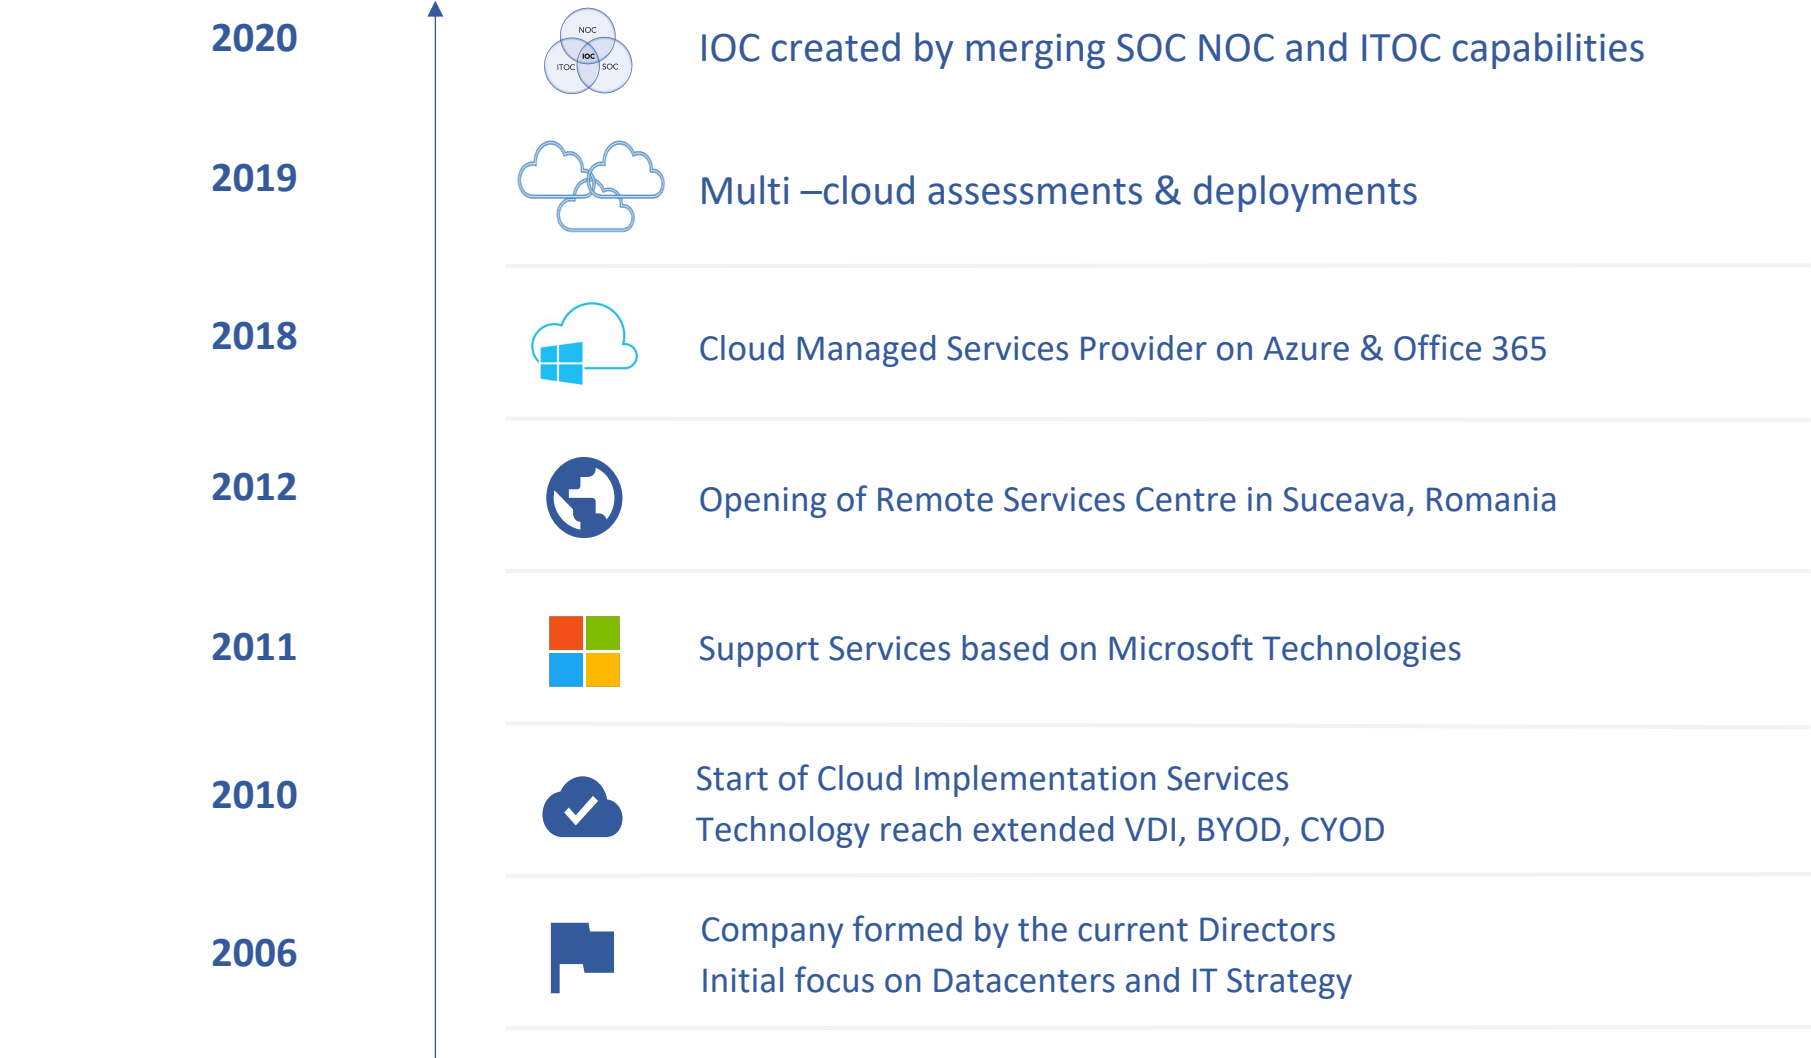 2020
NOC
ITOC
IOC
SOC
IOC created by merging SOC NOC and ITOC capabilities
2019
Multi –cloud assessments & deployments
2018
Cloud Managed Services Provider on Azure & Office 365
2012
Opening of Remote Services Centre in Suceava, Romania
2011
Support Services based on Microsoft Technologies
2010
Start of Cloud Implementation Services
Technology reach extended VDI, BYOD, CYOD
2006
Company formed by the current Directors
Initial focus on Datacenters and IT Strategy